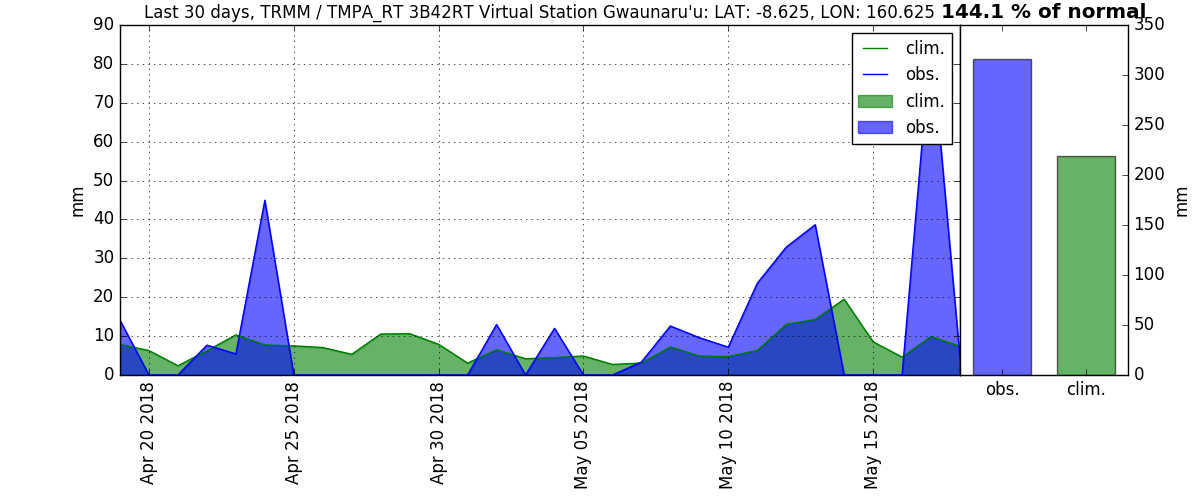 Last 30 days, TRMM / TMPA_RT 3B42RT Virtual Station Gwaunaru'u: LAT: -8.625, LON: 160.625 144.1 % of normal
90
80
70
60
50
40
30
20
10
0
mm
Apr 20 2018
Apr 25 2018
Apr 30 2018
May 05 2018
May 10 2018
May 15 2018
clim.
obs.
clim.
obs.
350
300
250
200
150
100
50
0
mm
obs.
clim.